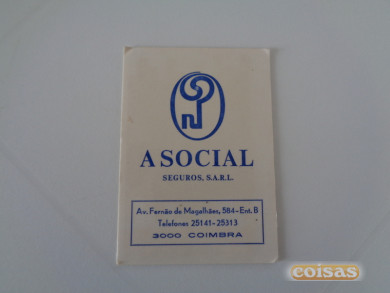 A SOCIAL
SEGUROS, S.A.R.L.
Av. Fernão de Magalhães, 584-Ent. B
Telefones 25141-25313
3000 COIMBRA
coisas